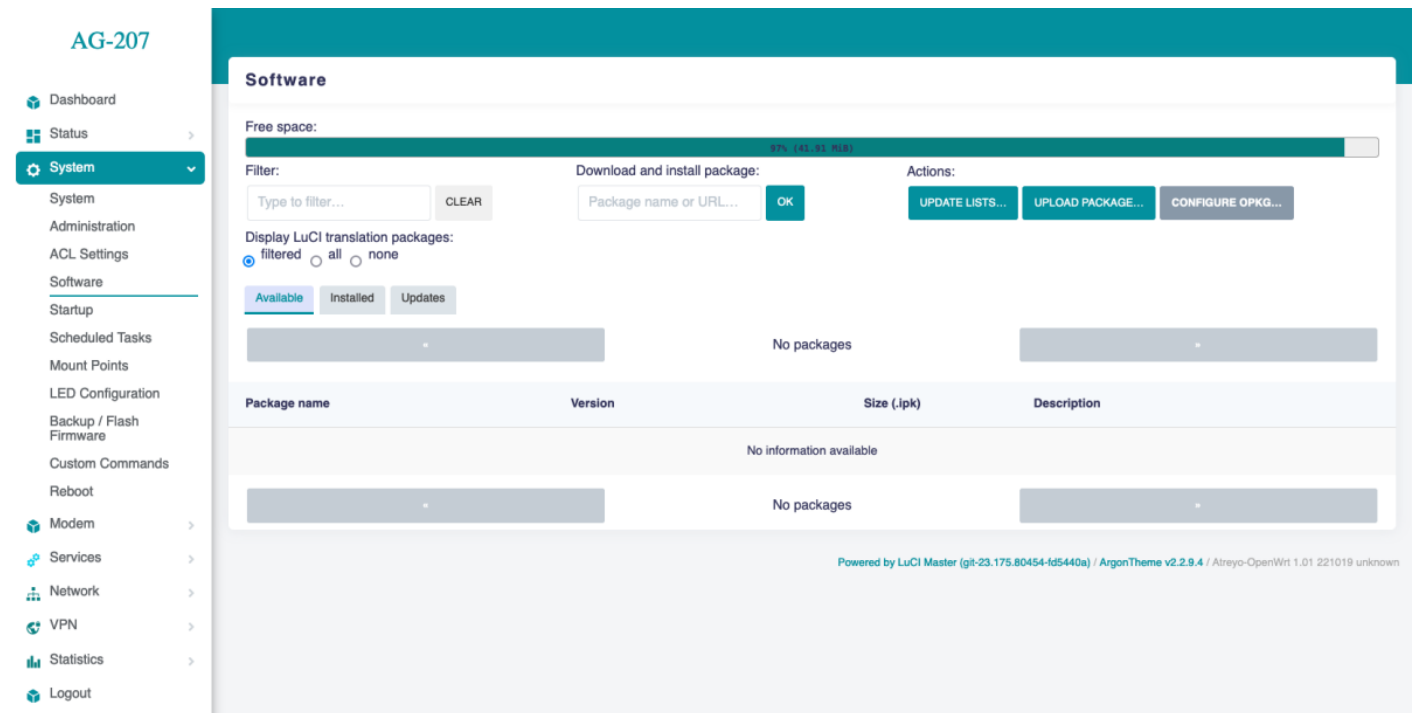 AG-207
Dashboard
Status
System
System
Administration
ACL Settings
Software
Startup
Scheduled Tasks
Mount Points
LED Configuration
Backup / Flash
Firmware
Custom Commands
Reboot
Modem
Services
Network
VPN
Statistics
Logout
Software
Free space:
97% (41.91 MiB)
Filter:
Type to filter...
CLEAR
Download and install package:
Package name or URL...
OK
Actions:
UPDATE LISTS...
UPLOAD PACKAGE...
CONFIGURE OPKG...
Display LuCI translation packages:
filtered all none
Available Installed Updates
« No packages »
Package name Version Size (.ipk) Description
No information available
« No packages »
Powered by LuCI Master (git-23.175.80454-fd5440a) / ArgonTheme v2.2.9.4 / Atreyo-OpenWrt 1.01 221019 unknown